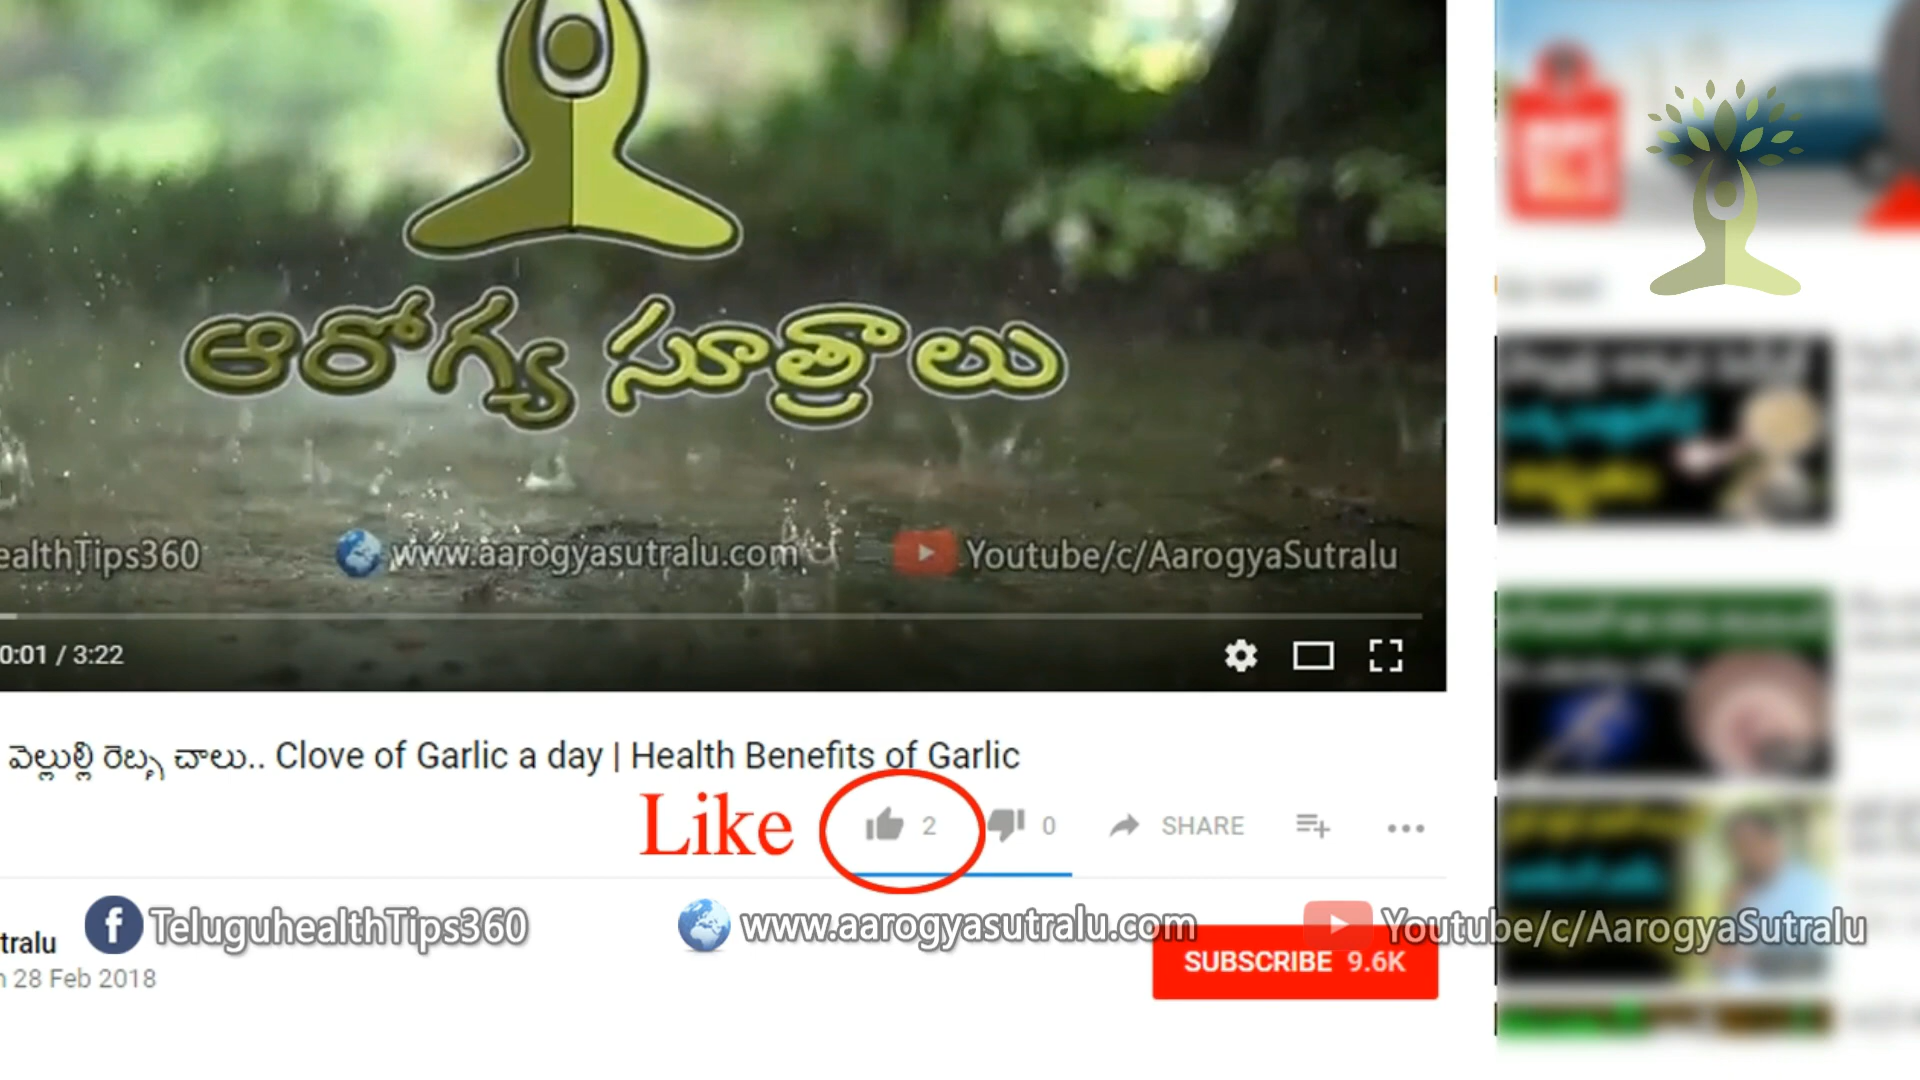 ఆరోగ్య సూత్రాలు
ealthTips360 www.aarogyasutralu.com Youtube/c/AarogyaSutralu
0:01 / 3:22
వెల్లుల్లి రెబ్బ చాలు.. Clove of Garlic a day | Health Benefits of Garlic
Like 2 0 SHARE
TeluguhealthTips360 www.aarogyasutralu.com Youtube/c/AarogyaSutralu
tralu
28 Feb 2018
SUBSCRIBE 9.6K